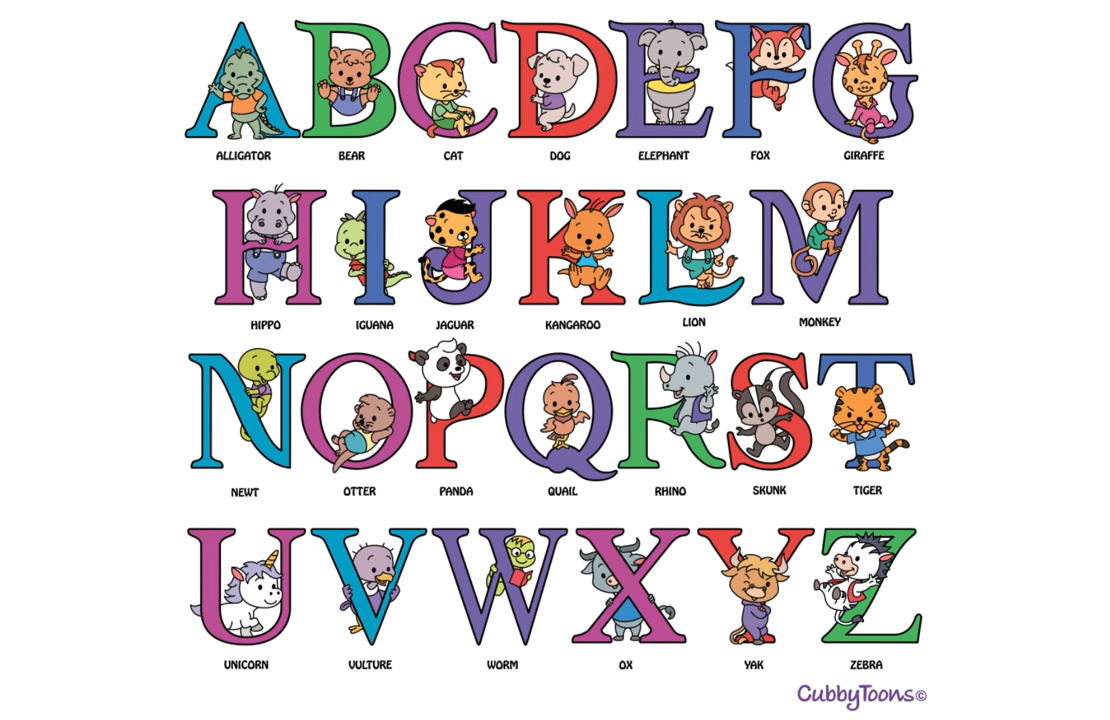 A B C D E F G
ALLIGATOR BEAR CAT DOG ELEPHANT FOX GIRAFFE
H I J K L M
HIPPO IGUANA JAGUAR KANGAROO LION MONKEY
N O P Q R S T
NEWT OTTER PANDA QUAIL RHINO SKUNK TIGER
U V W X Y Z
UNICORN VULTURE WORM OX YAK ZEBRA
CubbyToons©